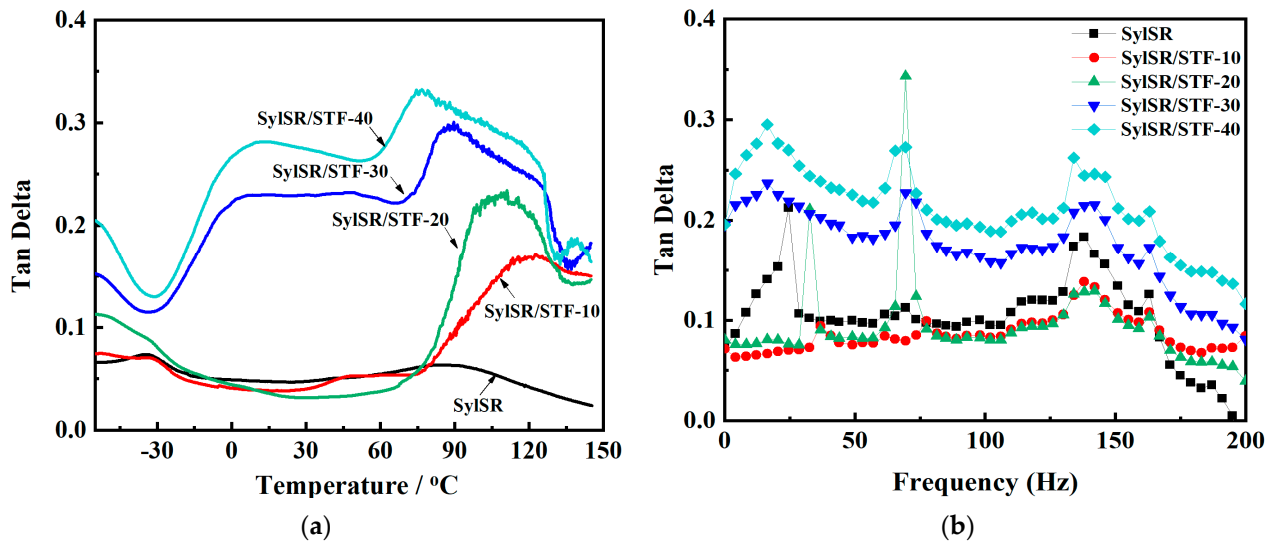 0.4
0.3
0.2
0.1
0.0
Tan Delta
SylSR/STF-40
SylSR/STF-30
SylSR/STF-20
SylSR/STF-10
SylSR
-30 0 30 60 90 120 150
Temperature / °C
(a)
0.4
0.3
0.2
0.1
0.0
Tan Delta
SylSR
SylSR/STF-10
SylSR/STF-20
SylSR/STF-30
SylSR/STF-40
0 50 100 150 200
Frequency (Hz)
(b)